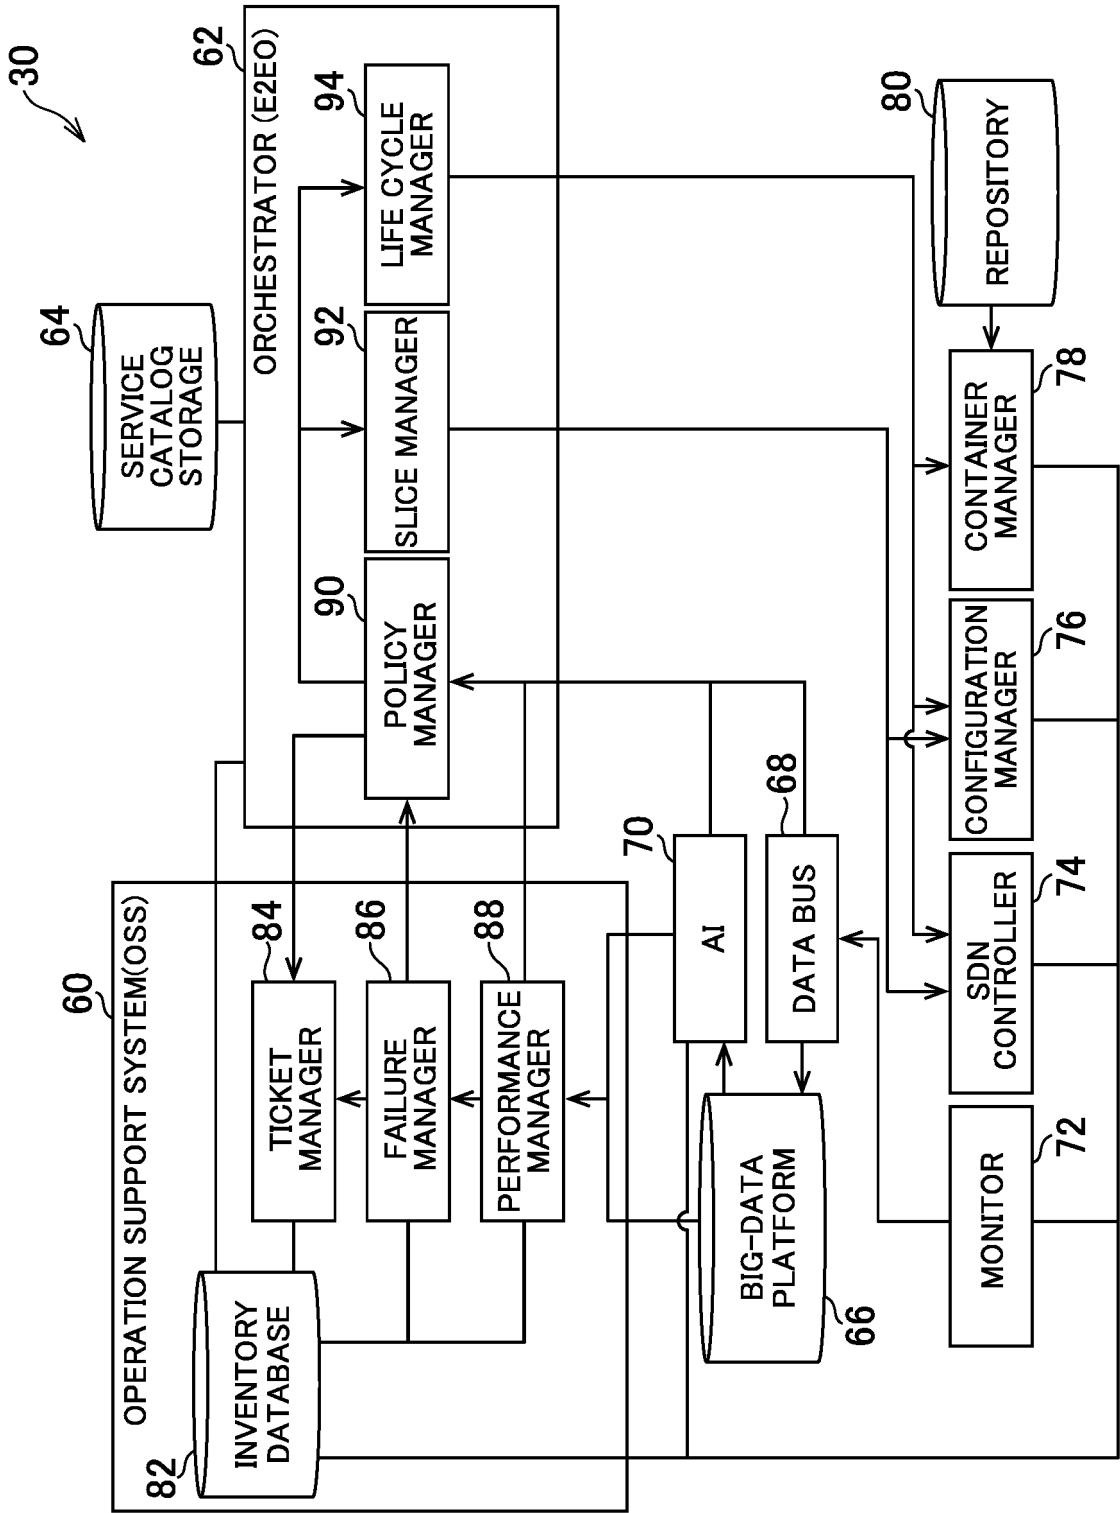 30
60
OPERATION SUPPORT SYSTEM(OSS)
82
INVENTORY
DATABASE
84
TICKET
MANAGER
86
FAILURE
MANAGER
88
PERFORMANCE
MANAGER
64
SERVICE
CATALOG
STORAGE
62
ORCHESTRATOR (E2EO)
90
POLICY
MANAGER
92
SLICE MANAGER
94
LIFE CYCLE
MANAGER
66
BIG-DATA
PLATFORM
70
AI
68
DATA BUS
72
MONITOR
74
SDN
CONTROLLER
76
CONFIGURATION
MANAGER
78
CONTAINER
MANAGER
80
REPOSITORY